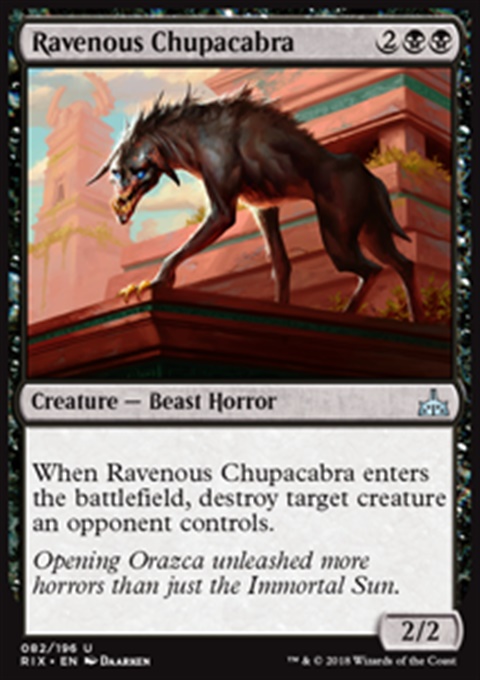 Ravenous Chupacabra 2
Creature — Beast Horror
When Ravenous Chupacabra enters
the battlefield, destroy target creature
an opponent controls.
Opening Orazca unleashed more
horrors than just the Immortal Sun.
2/2
082/196 U
RIX • EN Daarken
™ & © 2018 Wizards of the Coast